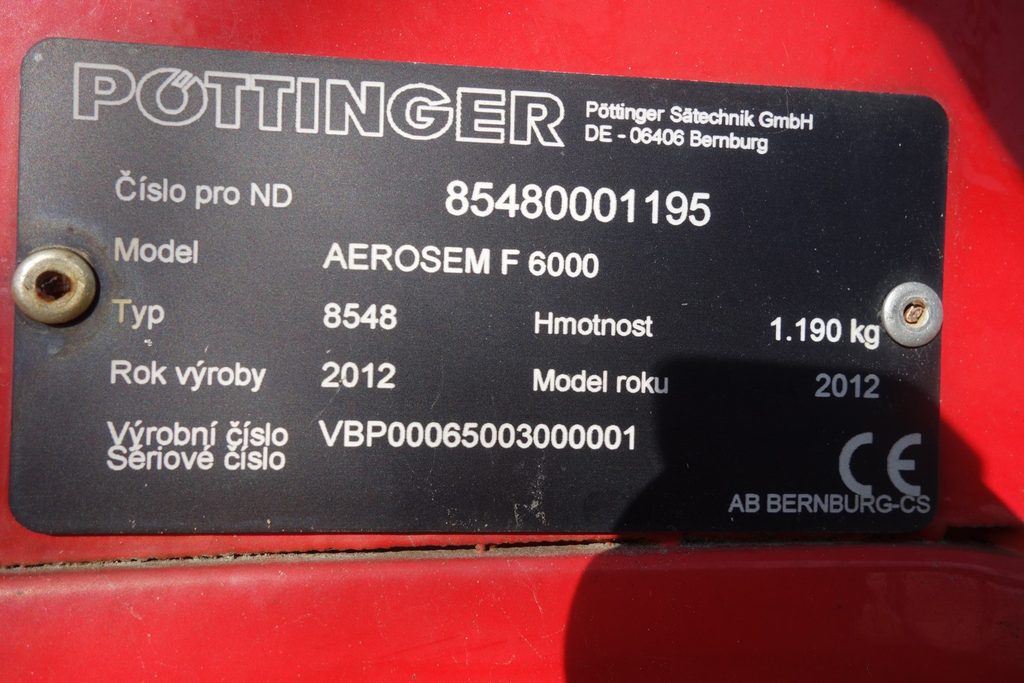 PÖTTINGER
Pöttinger Sätechnik GmbH
DE - 06406 Bernburg
Číslo pro ND 85480001195
Model AEROSEM F 6000
Typ 8548 Hmotnost 1.190 kg
Rok výroby 2012 Model roku 2012
Výrobní číslo VBP00065003000001
Sériové číslo
CE
AB BERNBURG-CS